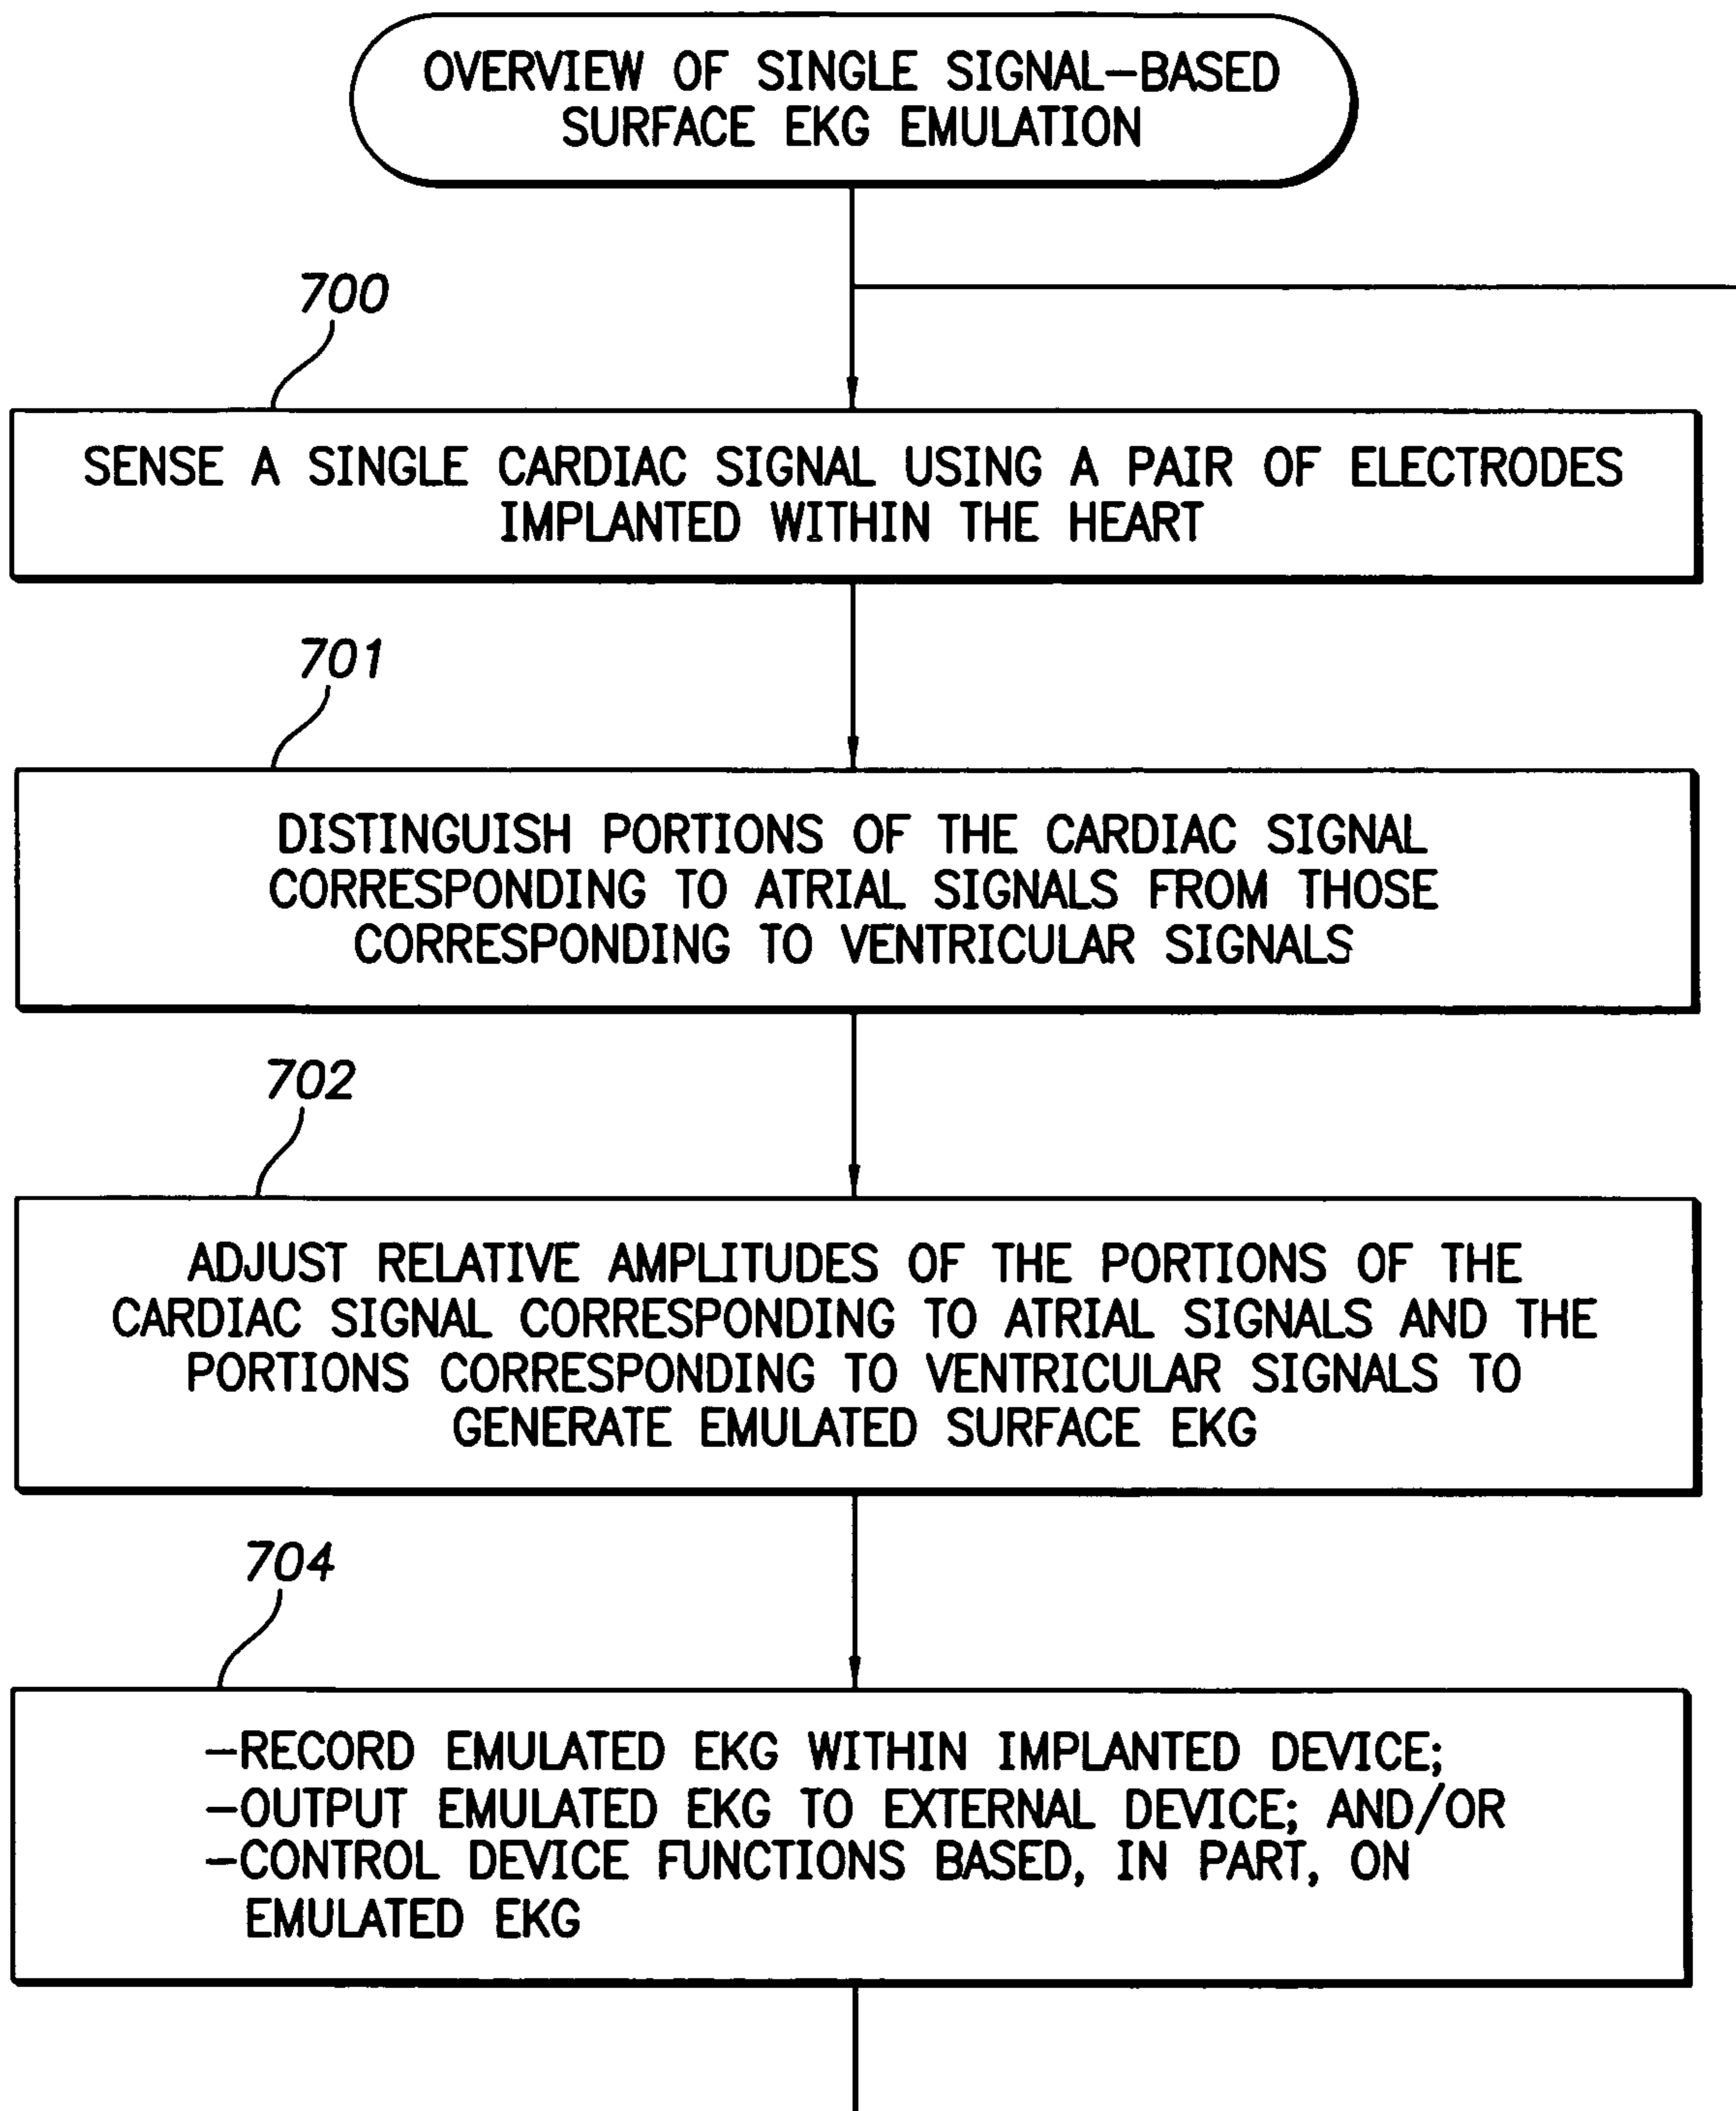 OVERVIEW OF SINGLE SIGNAL-BASED
SURFACE EKG EMULATION
700
SENSE A SINGLE CARDIAC SIGNAL USING A PAIR OF ELECTRODES
IMPLANTED WITHIN THE HEART
701
DISTINGUISH PORTIONS OF THE CARDIAC SIGNAL
CORRESPONDING TO ATRIAL SIGNALS FROM THOSE
CORRESPONDING TO VENTRICULAR SIGNALS
702
ADJUST RELATIVE AMPLITUDES OF THE PORTIONS OF THE
CARDIAC SIGNAL CORRESPONDING TO ATRIAL SIGNALS AND THE
PORTIONS CORRESPONDING TO VENTRICULAR SIGNALS TO
GENERATE EMULATED SURFACE EKG
704
-RECORD EMULATED EKG WITHIN IMPLANTED DEVICE;
-OUTPUT EMULATED EKG TO EXTERNAL DEVICE; AND/OR
-CONTROL DEVICE FUNCTIONS BASED, IN PART, ON
EMULATED EKG